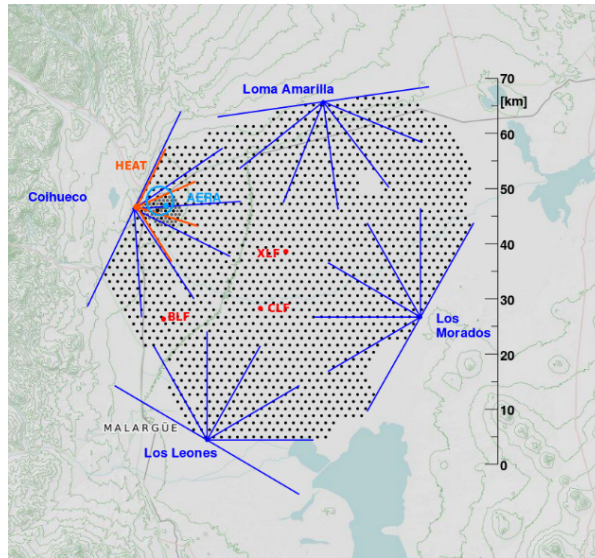 70
[km]
Loma Amarilla
60
HEAT
50
AERA
Coihueco
40
XLF
30
CLF
BLF
Los
Morados
20
10
MALARGÜE
Los Leones
0